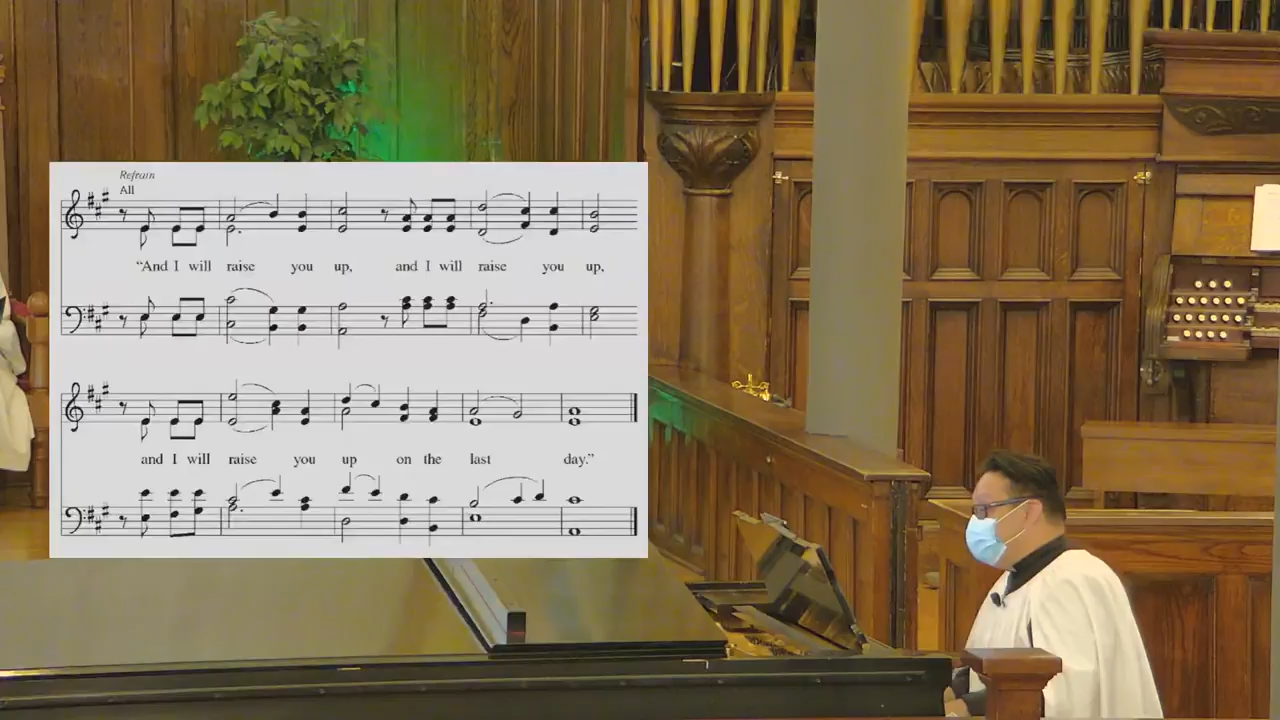 Refrain
All
“And I will raise you up, and I will raise you up,
and I will raise you up on the last day.”